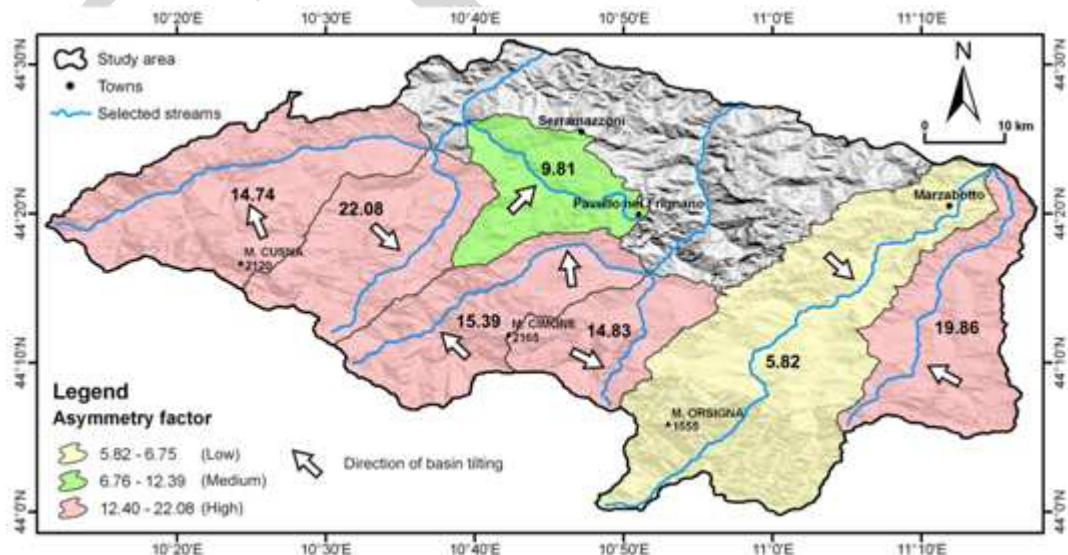 10°20'E 10°30'E 10°40'E 10°50'E 11°0'E 11°10'E
44°30'N 44°30'N
Study area
Towns
Selected streams
N
0 10 km
Serramazzoni
9.81
Pavullo nel Frignano
Marzabotto
14.74
22.08
44°20'N 44°20'N
M. CUSNA
2120
15.39
M. CIMONE
2165
14.83
5.82
19.86
44°10'N 44°10'N
M. ORSIGNA
1555
Legend
Asymmetry factor
5.82 - 6.75 (Low)
6.76 - 12.39 (Medium)
12.40 - 22.08 (High)
Direction of basin tilting
44°0'N 44°0'N
10°20'E 10°30'E 10°40'E 10°50'E 11°0'E 11°10'E